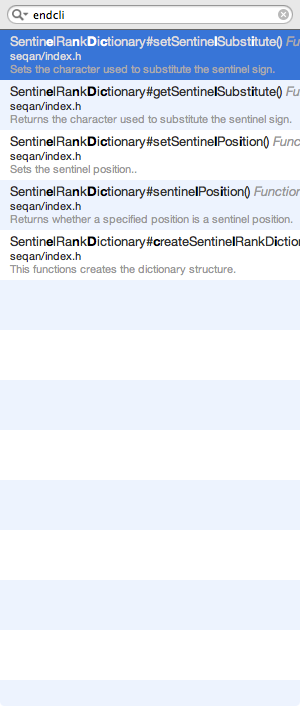 endcli
SentinelRankDictionary#setSentinelSubstitute() Fu
seqan/index.h
Sets the character used to substitute the sentinel sign.
SentinelRankDictionary#getSentinelSubstitute() Fu
seqan/index.h
Returns the character used to substitute the sentinel sign.
SentinelRankDictionary#setSentinelPosition() Func
seqan/index.h
Sets the sentinel position..
SentinelRankDictionary#sentinelPosition() Function
seqan/index.h
Returns whether a specified position is a sentinel position.
SentinelRankDictionary#createSentinelRankDictio
seqan/index.h
This functions creates the dictionary structure.